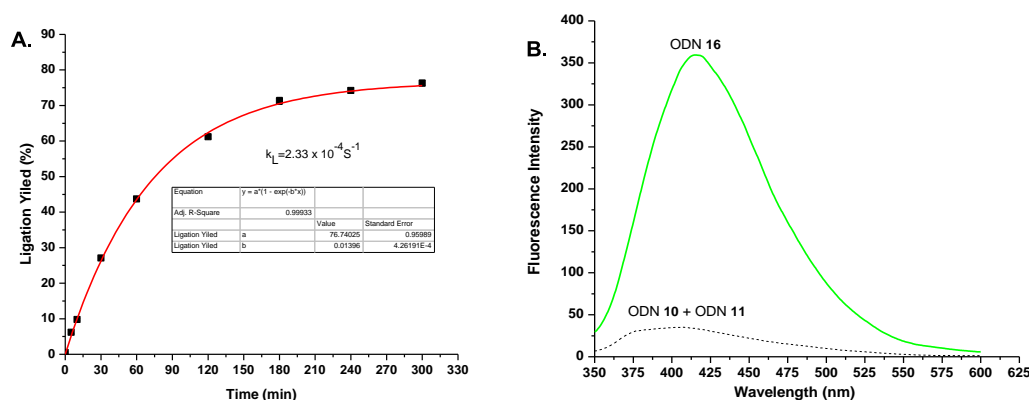 A.
90
80
70
60
50
40
30
20
10
0
Ligation Yiled (%)
k_L=2.33 x 10^-4 S^-1
Equation y = a*(1 - exp(-b*x))
Adj. R-Square 0.99933
Value Standard Error
Ligation Yiled a 76.74025 0.95989
Ligation Yiled b 0.01396 4.26191E-4
0 30 60 90 120 150 180 210 240 270 300 330
Time (min)
B.
400
350
300
250
200
150
100
50
0
Fluorescence Intensity
ODN 16
ODN 10 + ODN 11
350 375 400 425 450 475 500 525 550 575 600 625
Wavelength (nm)